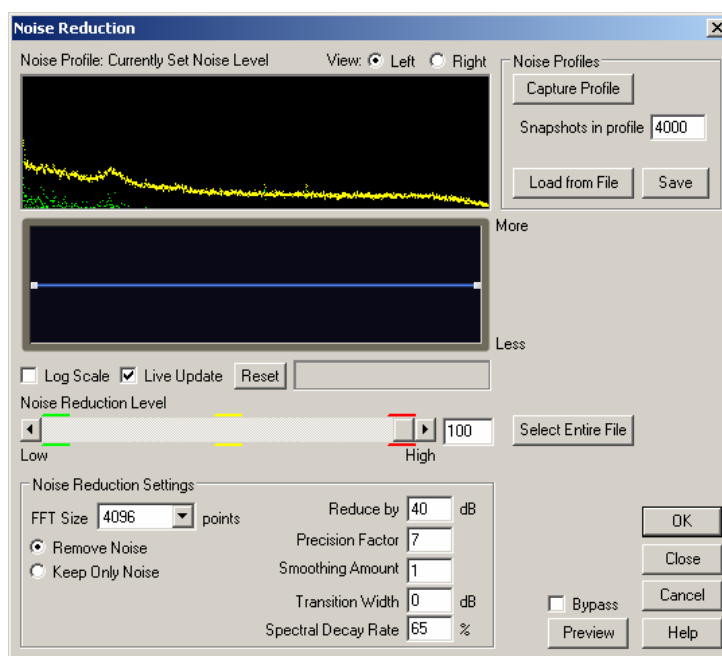 Noise Reduction
Noise Profile: Currently Set Noise Level
View: Left Right
Noise Profiles
Capture Profile
Snapshots in profile 4000
Load from File Save
More
Less
Log Scale Live Update Reset
Noise Reduction Level
100
Select Entire File
Low High
Noise Reduction Settings
FFT Size 4096 points
Remove Noise
Keep Only Noise
Reduce by 40 dB
Precision Factor 7
Smoothing Amount 1
Transition Width 0 dB
Spectral Decay Rate 65 %
Bypass
Preview
OK
Close
Cancel
Help